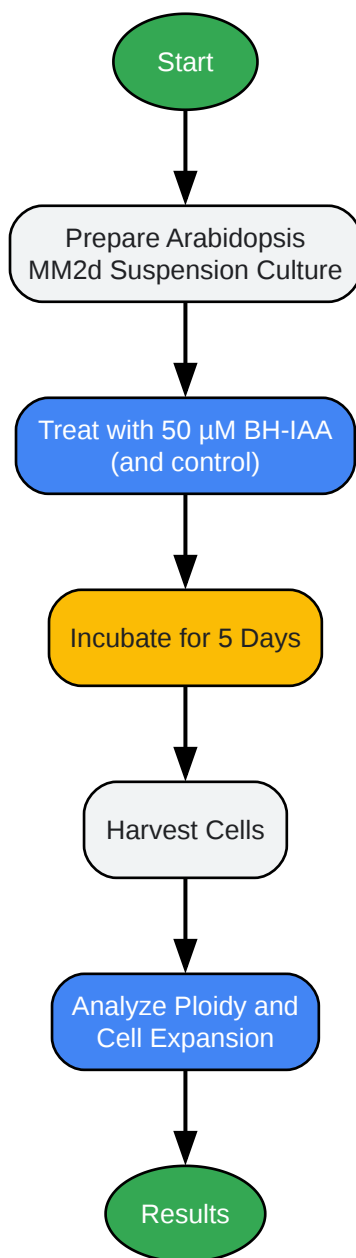 Start
Prepare Arabidopsis
MM2d Suspension Culture
Treat with 50 µM BH-IAA
(and control)
Incubate for 5 Days
Harvest Cells
Analyze Ploidy and
Cell Expansion
Results